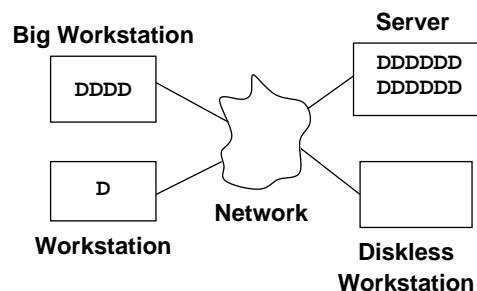 Big Workstation
DDDD
Server
DDDDDD
DDDDDD
D
Workstation
Network
Diskless
Workstation